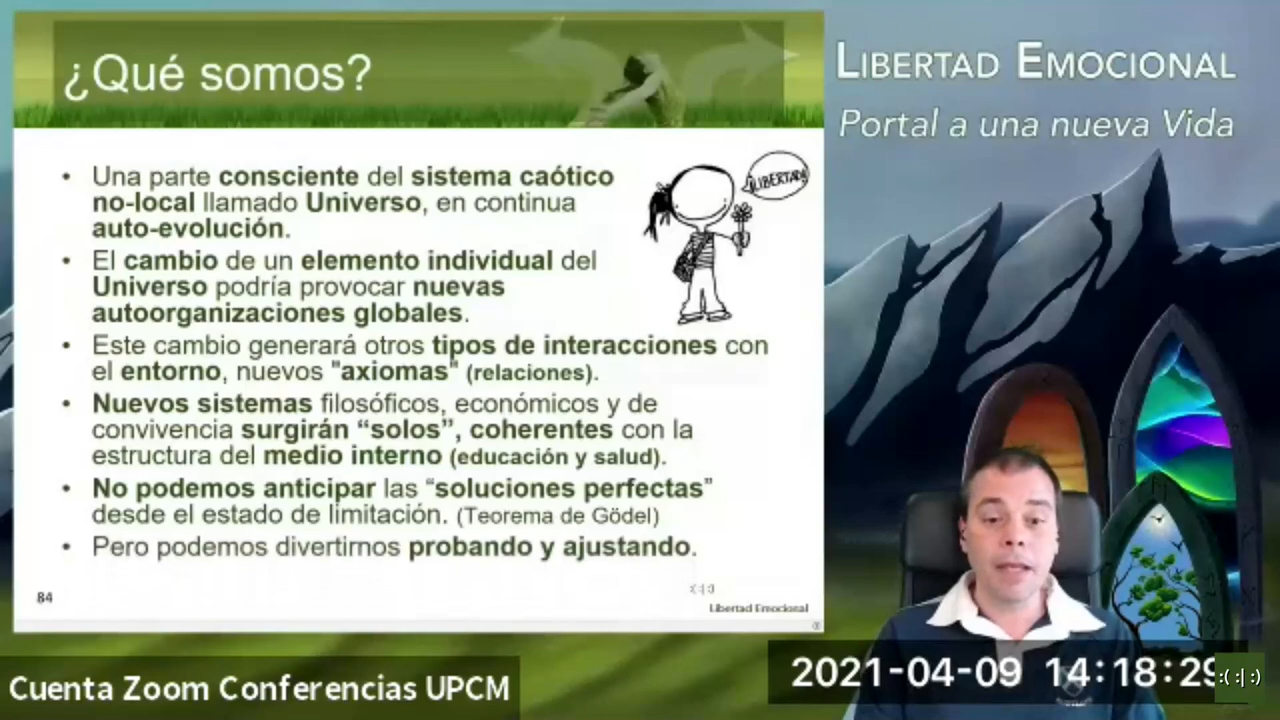 ¿Qué somos?
LIBERTAD EMOCIONAL
Portal a una nueva Vida
¡LIBERTAD!
• Una parte consciente del sistema caótico
no-local llamado Universo, en continua
auto-evolución.
• El cambio de un elemento individual del
Universo podría provocar nuevas
autoorganizaciones globales.
• Este cambio generará otros tipos de interacciones con
el entorno, nuevos "axiomas" (relaciones).
• Nuevos sistemas filosóficos, económicos y de
convivencia surgirán “solos”, coherentes con la
estructura del medio interno (educación y salud).
• No podemos anticipar las “soluciones perfectas”
desde el estado de limitación. (Teorema de Gödel)
• Pero podemos divertirnos probando y ajustando.
84
:( :|:)
Libertad Emocional
®
Cuenta Zoom Conferencias UPCM
2021-04-09 14:18:29
:( :|:)